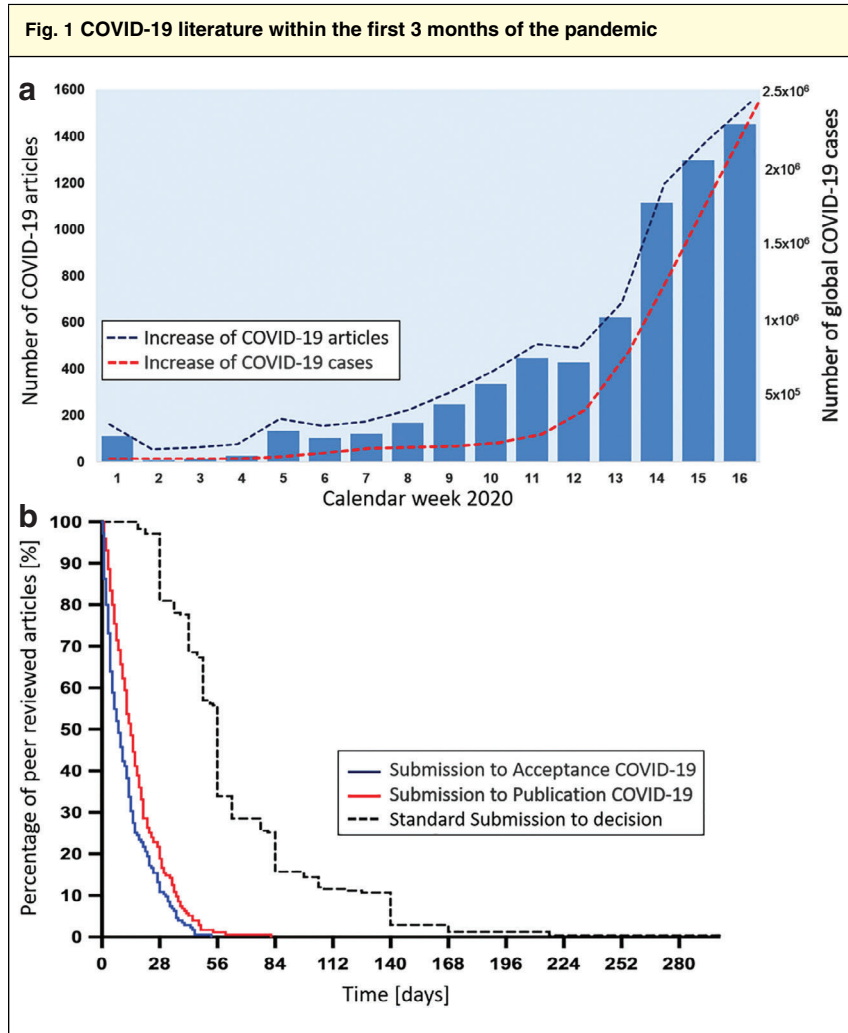 Fig. 1 COVID-19 literature within the first 3 months of the pandemic
a
Number of COVID-19 articles
1600
1400
1200
1000
800
600
400
200
0
2.5x10⁶
2x10⁶
1.5x10⁶
1x10⁶
5x10⁵
Number of global COVID-19 cases
Increase of COVID-19 articles
Increase of COVID-19 cases
1 2 3 4 5 6 7 8 9 10 11 12 13 14 15 16
Calendar week 2020
b
Percentage of peer reviewed articles [%]
100
90
80
70
60
50
40
30
20
10
0
Submission to Acceptance COVID-19
Submission to Publication COVID-19
Standard Submission to decision
0 28 56 84 112 140 168 196 224 252 280
Time [days]